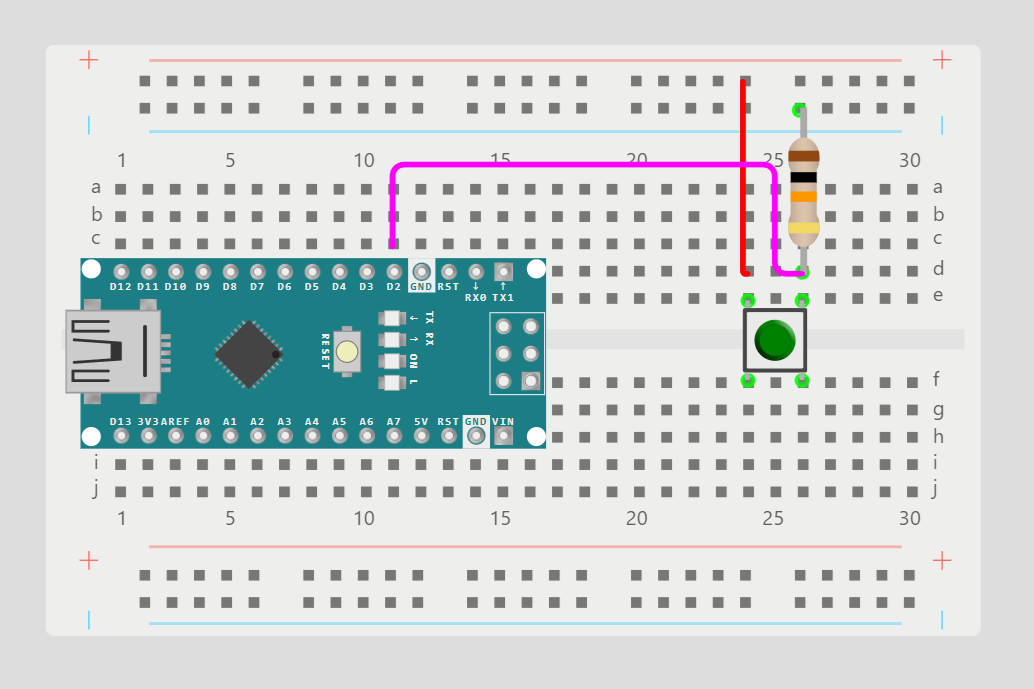 1 5 10 15 20 25 30
a a
b b
c c
D12 D11 D10 D9 D8 D7 D6 D5 D4 D3 D2 GND RST ↓ ↑
RX0 TX1
d
e
← TX
→ RX
RESET
ON
L
f
D13 3V3 AREF A0 A1 A2 A3 A4 A5 A6 A7 5V RST GND VIN
g
h
i i
j j
1 5 10 15 20 25 30